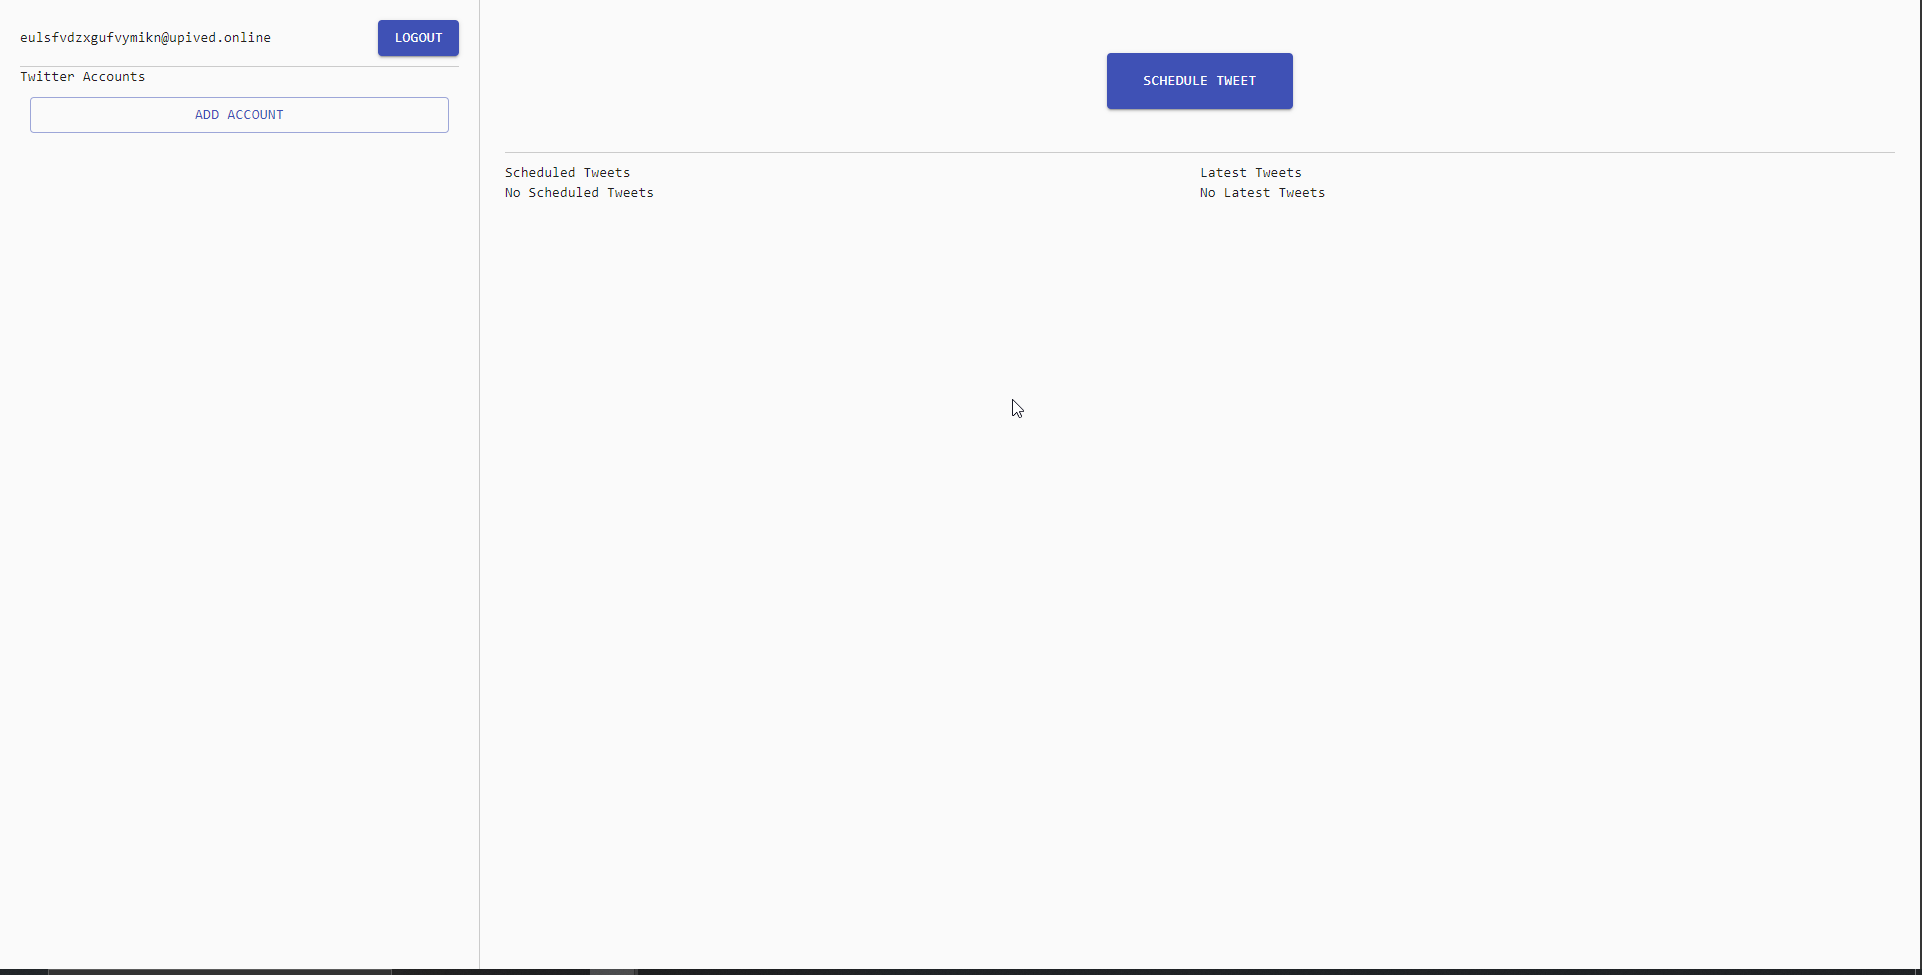 eulsfvdzxgufvymikn@upived.online
LOGOUT
Twitter Accounts
ADD ACCOUNT
SCHEDULE TWEET
Scheduled Tweets
No Scheduled Tweets
Latest Tweets
No Latest Tweets